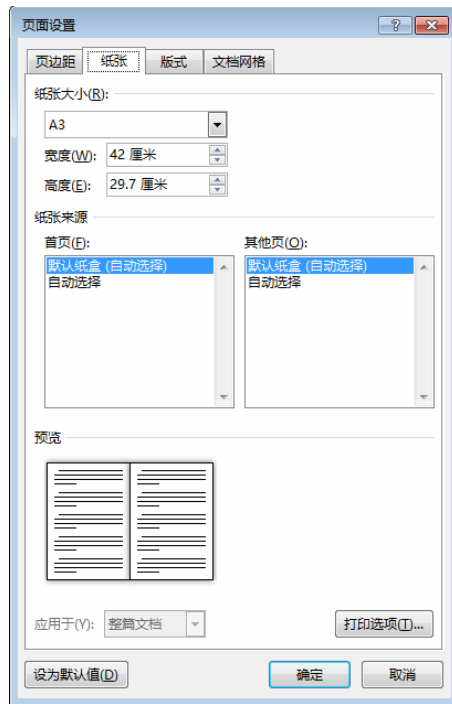 页面设置
页边距 纸张 版式 文档网格
纸张大小(R):
A3
宽度(W): 42 厘米
高度(E): 29.7 厘米
纸张来源
首页(F): 其他页(O):
默认纸盒 (自动选择) 默认纸盒 (自动选择)
自动选择 自动选择
预览
应用于(Y): 整篇文档 打印选项(T)...
设为默认值(D) 确定 取消